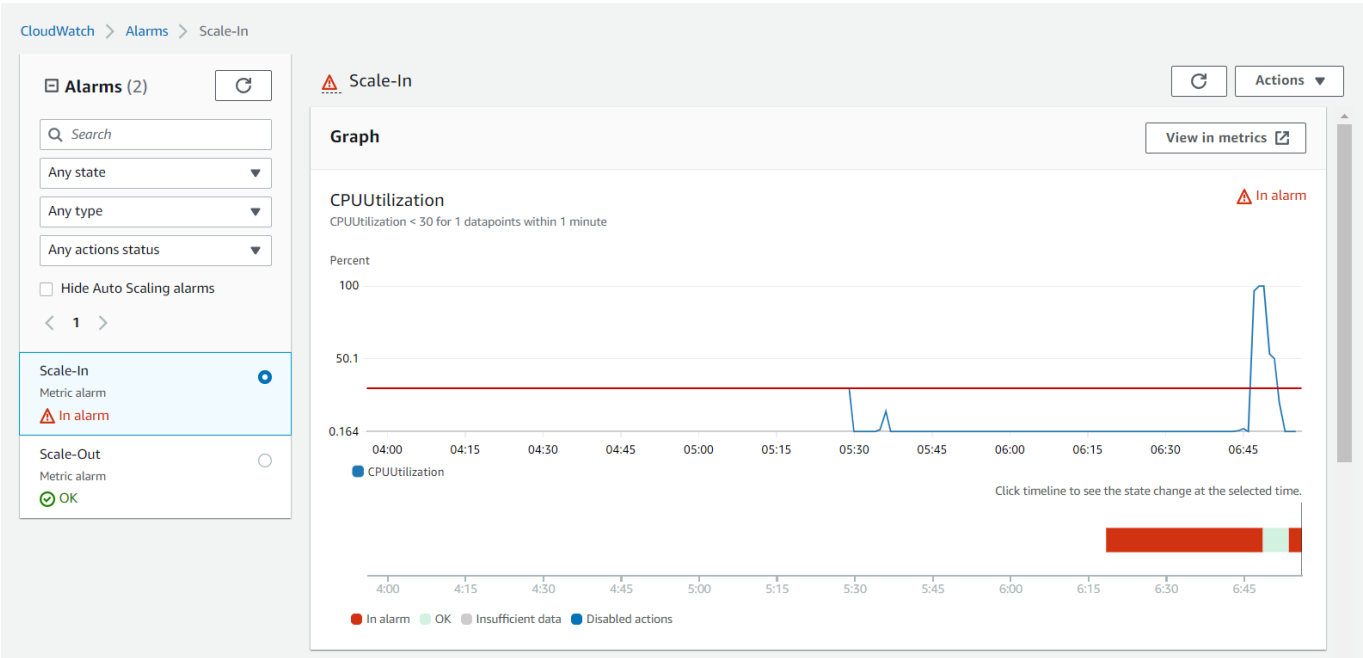 CloudWatch > Alarms > Scale-In
Alarms (2)
Search
Any state
Any type
Any actions status
Hide Auto Scaling alarms
1
Scale-In
Metric alarm
In alarm
Scale-Out
Metric alarm
OK
Scale-In
Actions
Graph
View in metrics
CPUUtilization
In alarm
CPUUtilization < 30 for 1 datapoints within 1 minute
Percent
100
50.1
0.164
04:00 04:15 04:30 04:45 05:00 05:15 05:30 05:45 06:00 06:15 06:30 06:45
CPUUtilization
Click timeline to see the state change at the selected time.
4:00 4:15 4:30 4:45 5:00 5:15 5:30 5:45 6:00 6:15 6:30 6:45
In alarm OK Insufficient data Disabled actions